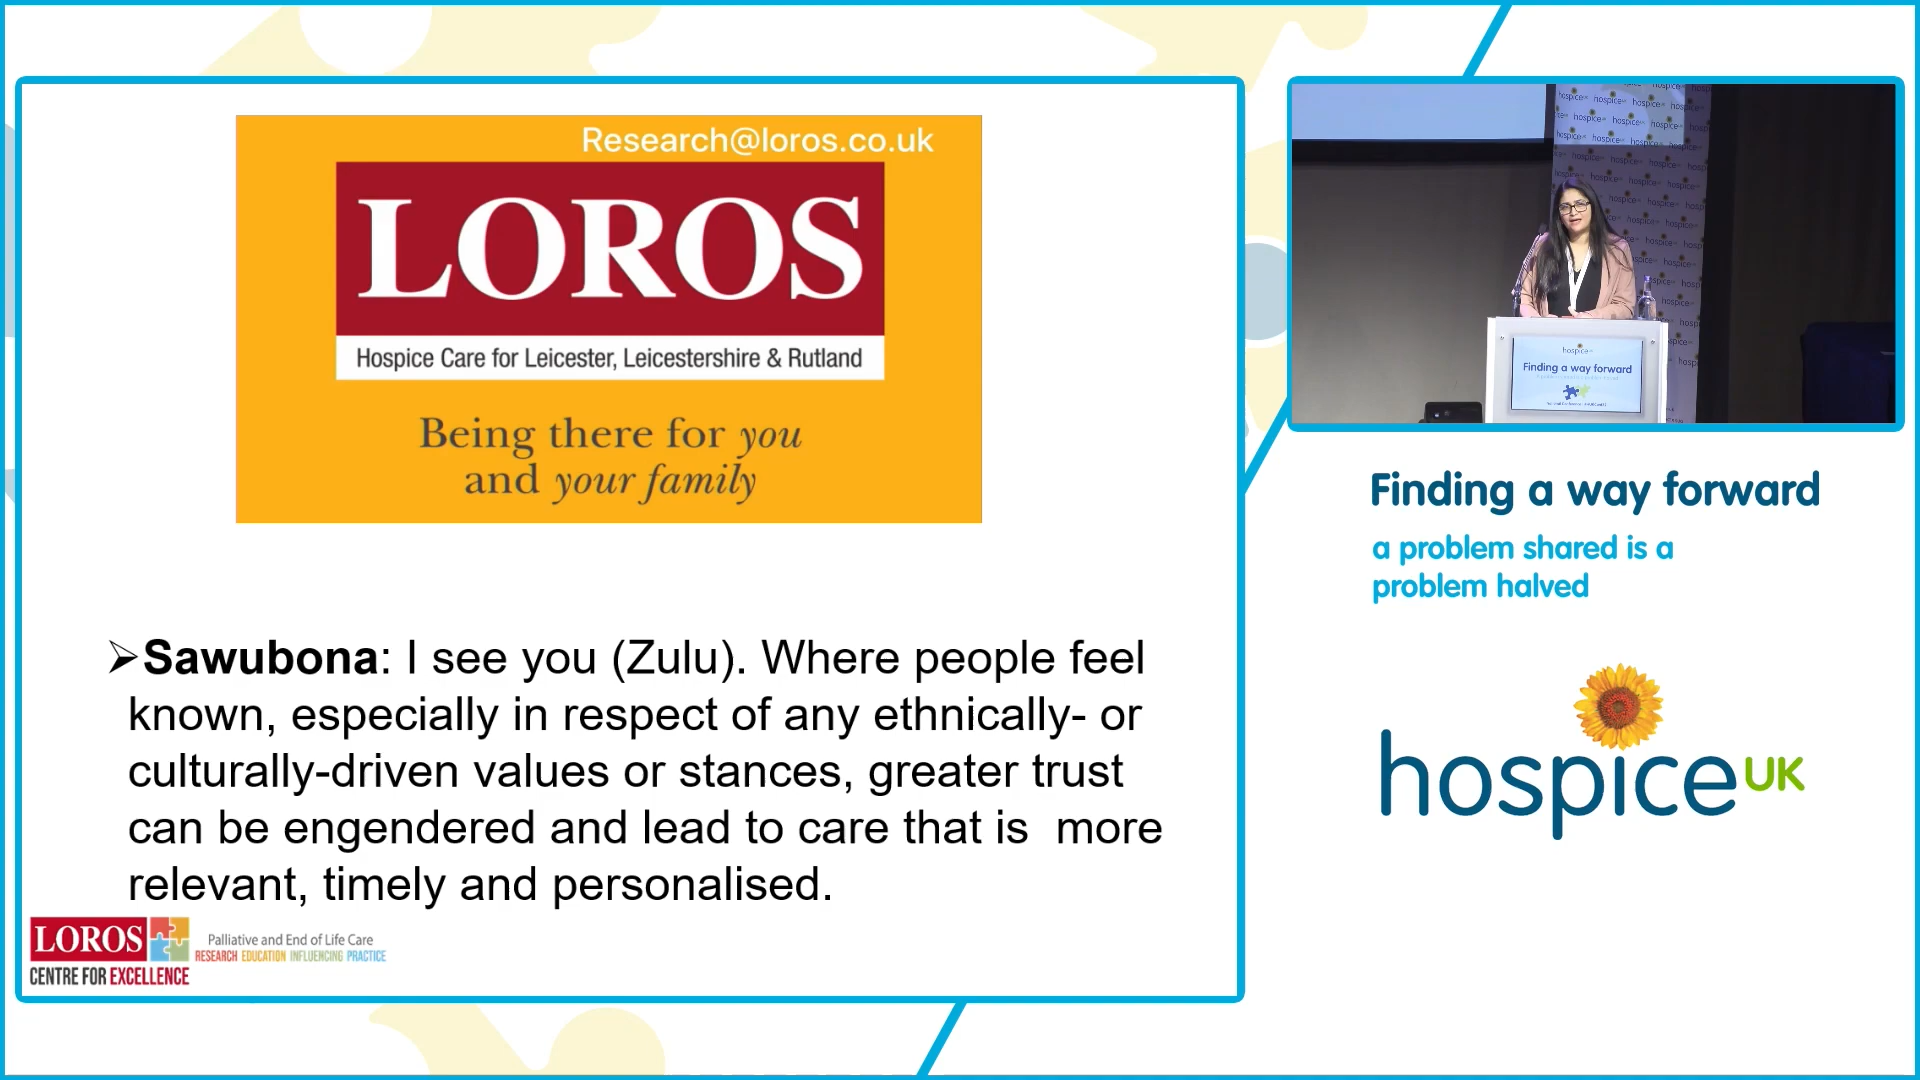 Research@loros.co.uk
LOROS
Hospice Care for Leicester, Leicestershire & Rutland
Being there for you
and your family
➢Sawubona: I see you (Zulu). Where people feel
known, especially in respect of any ethnically- or
culturally-driven values or stances, greater trust
can be engendered and lead to care that is  more
relevant, timely and personalised.
LOROS
CENTRE FOR EXCELLENCE
Palliative and End of Life Care
RESEARCH EDUCATION INFLUENCING PRACTICE
hospice
Finding a way forward
Finding a way forward
a problem shared is a
problem halved
hospice UK